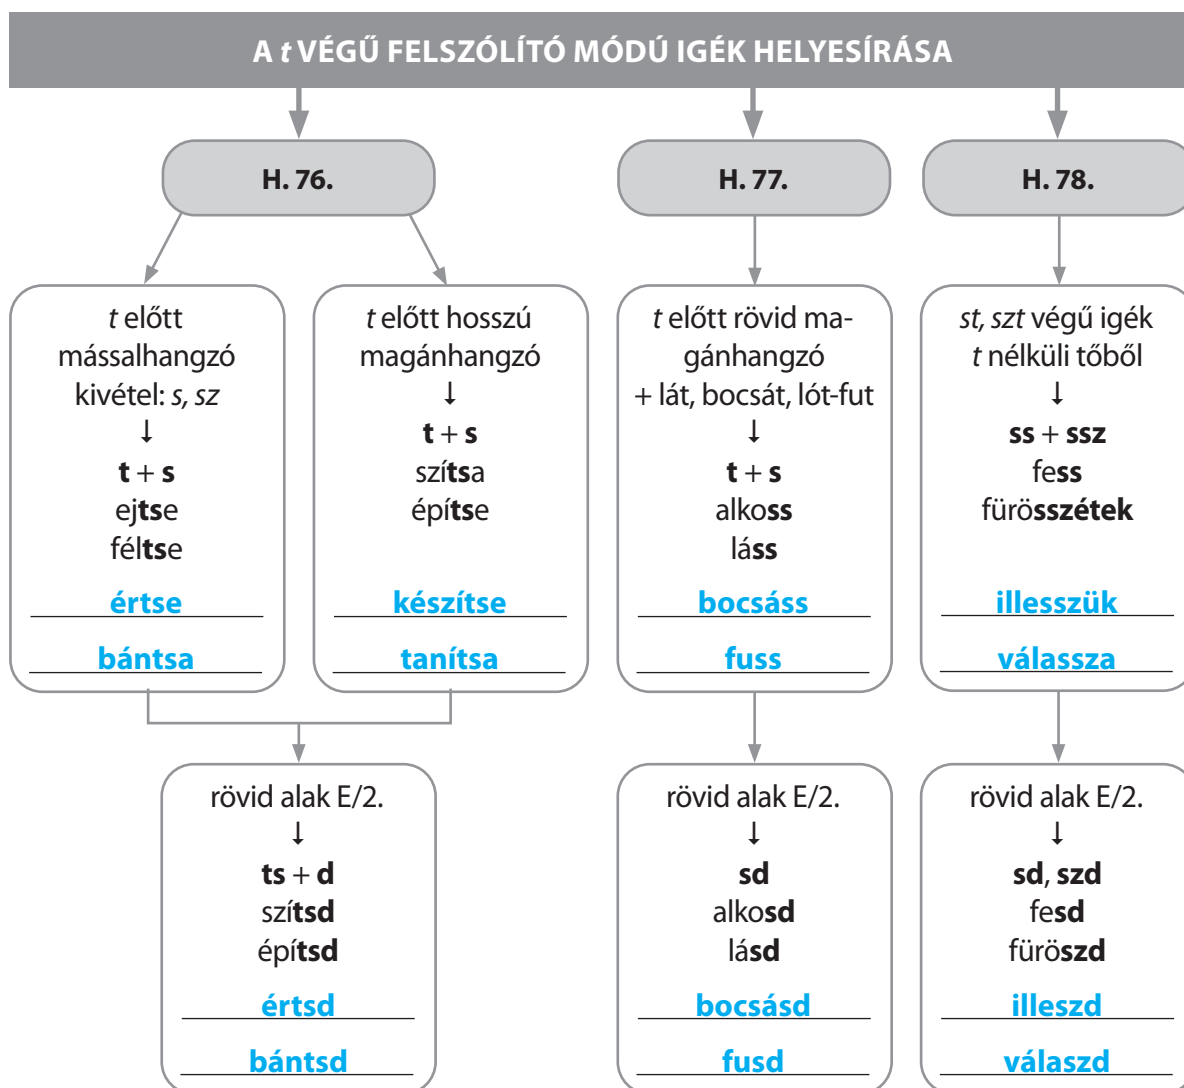 A t VÉGŰ FELSZÓLÍTÓ MÓDÚ IGÉK HELYESÍRÁSA
H. 76.
H. 77.
H. 78.
t előtt
mássalhangzó
kivétel: s, sz
↓
t + s
ejtse
féltse
értse
bántsa
t előtt hosszú
magánhangzó
↓
t + s
szítsa
építse
készítse
tanítsa
t előtt rövid ma-
gánhangzó
+ lát, bocsát, lót-fut
↓
t + s
alkoss
láss
bocsáss
fuss
st, szt végű igék
t nélküli tőből
↓
ss + ssz
fess
fürösszétek
illesszük
válassza
rövid alak E/2.
↓
ts + d
szítsd
építsd
értsd
bántsd
rövid alak E/2.
↓
sd
alkosd
lásd
bocsásd
fusd
rövid alak E/2.
↓
sd, szd
fesd
füröszd
illeszd
válaszd